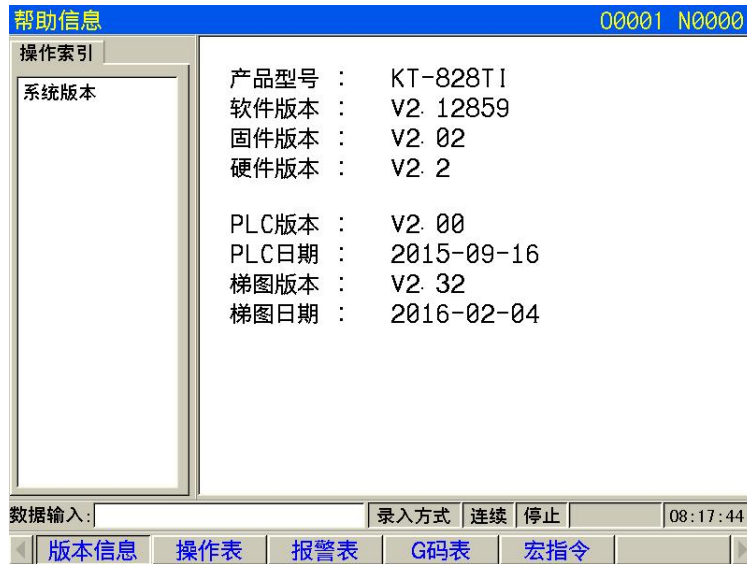 帮助信息 O0001 N0000
操作索引
系统版本
产品型号 : KT-828TI
软件版本 : V2.12859
固件版本 : V2.02
硬件版本 : V2.2
PLC版本 : V2.00
PLC日期 : 2015-09-16
梯图版本 : V2.32
梯图日期 : 2016-02-04
数据输入: 录入方式 连续 停止 08:17:44
版本信息 操作表 报警表 G码表 宏指令